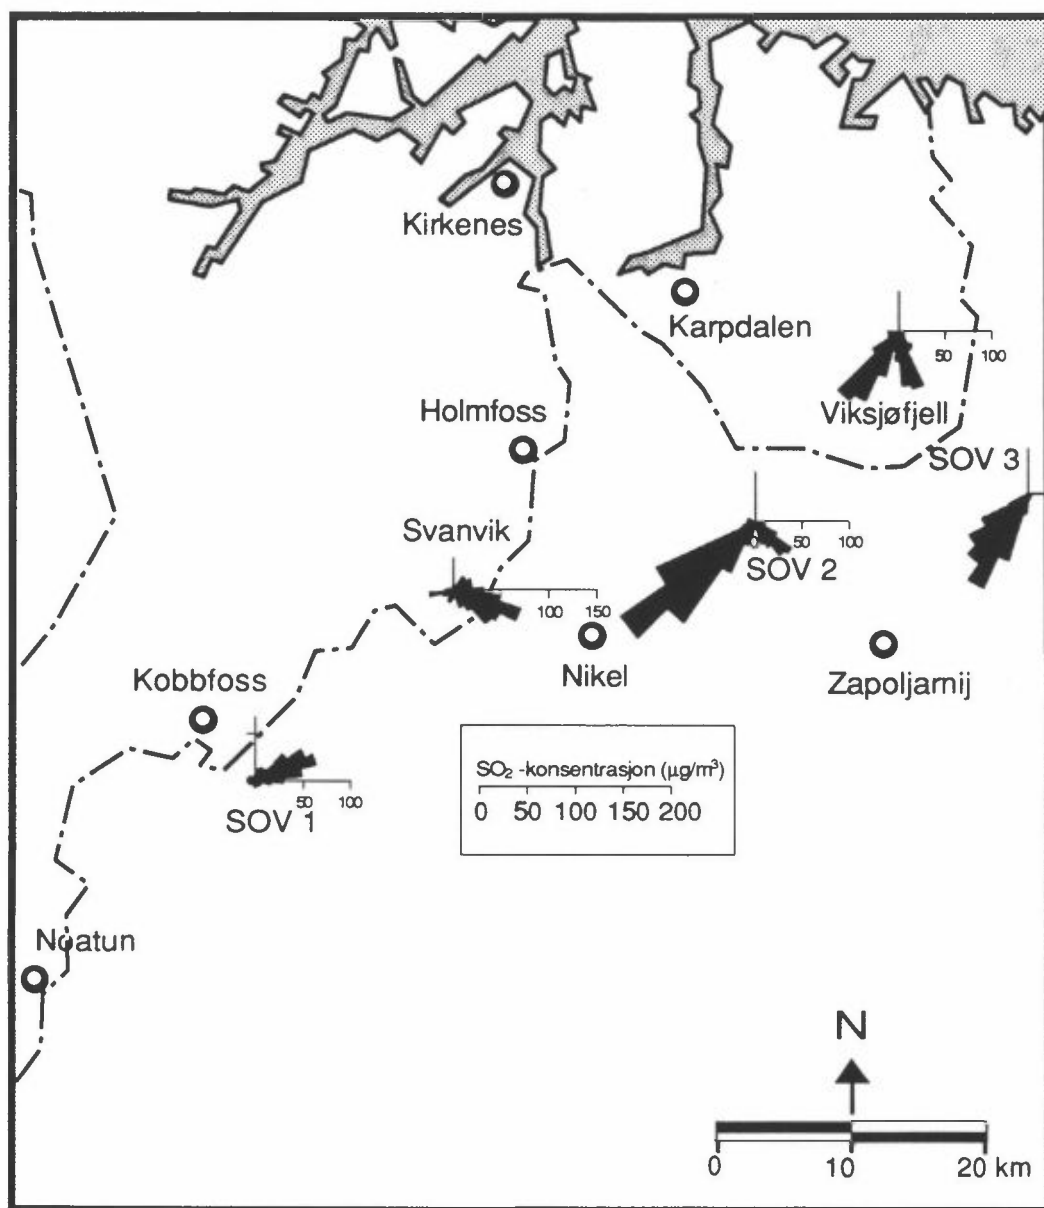 Kirkenes
Karpdalen
50 100
Viksjøfjell
Holmfoss
SOV 3
Svanvik
0 50 100
SOV 2
100 150
Nikel
Zapoljarnij
Kobbfoss
50 100
SOV 1
SO₂ -konsentrasjon (µg/m³)
0 50 100 150 200
Noatun
N
0 10 20 km